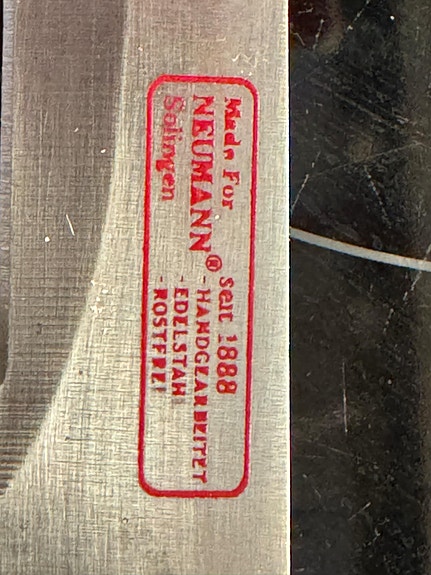 Made For
NEUMANN®
Solingen
seit 1888
-HANDGEARBEITET
-EDELSTAHl
-ROSTFREI